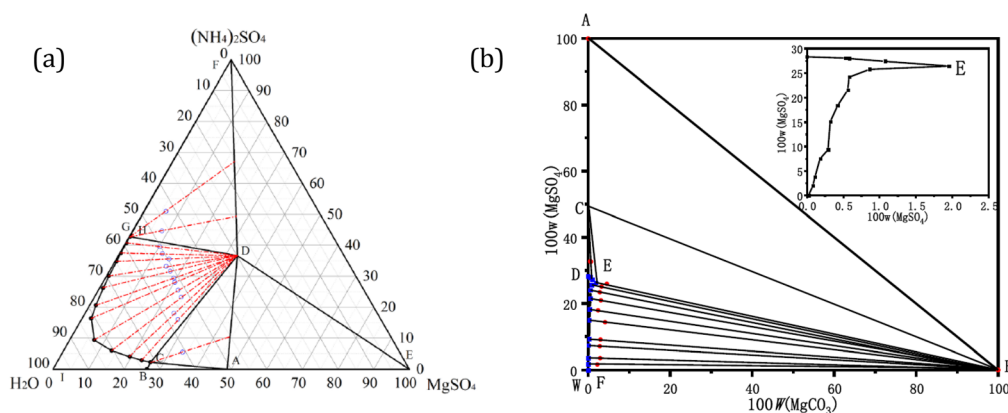 (a)
(NH4)2SO4
0 100
F
10 90
20 80
30 70
40 60
50 50
G H
60 40
D
70 30
80 20
90 10
C E
100 A 0
H2O 0 1 10 20 30 40 50 60 70 80 90 100 MgSO4
B
(b)
A
100
80
60
40
20
0
100w(MgSO4)
C
D
E
W F
0 20 40 60 80 100
100W(MgCO3)
30
25
20
15
10
5
0
100w(MgSO4)
E
0.0 0.5 1.0 1.5 2.0 2.5
100w(MgSO4)